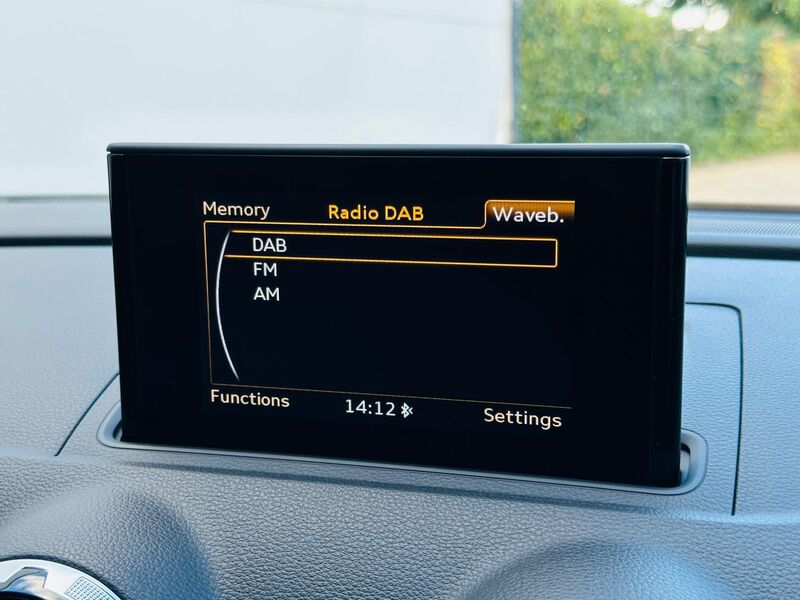 Memory Radio DAB Waveb.
DAB
FM
AM
Functions 14:12 Settings